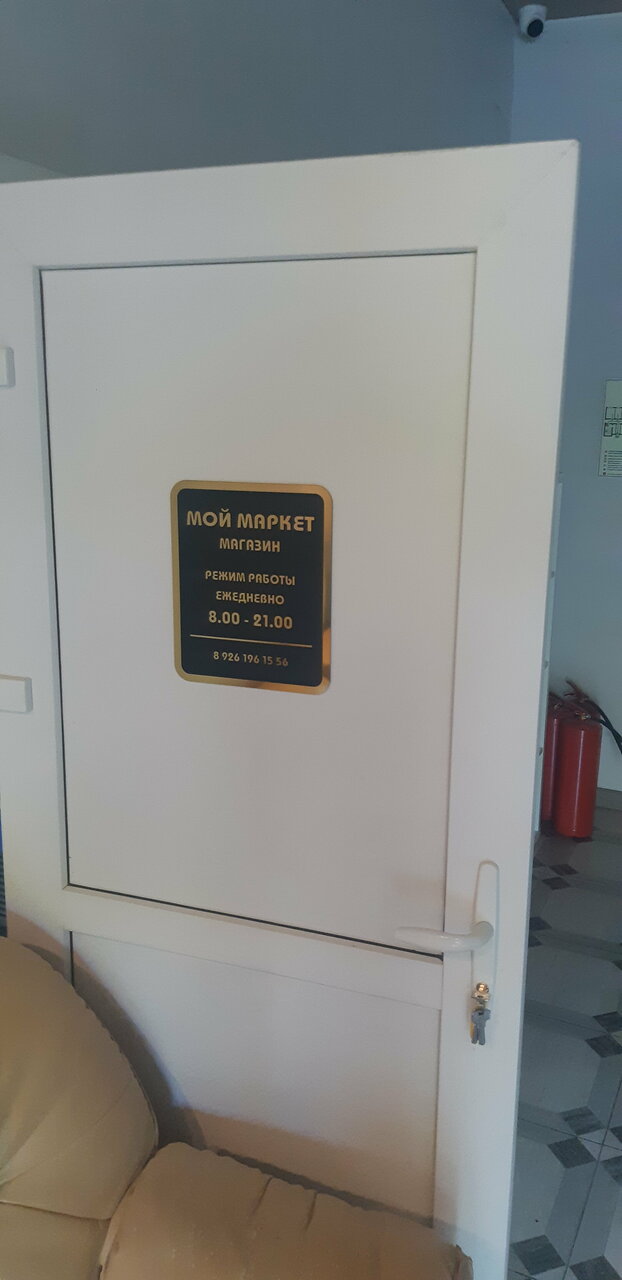 МОЙ МАРКЕТ
МАГАЗИН
РЕЖИМ РАБОТЫ
ЕЖЕДНЕВНО
8.00 - 21.00
8 926 196 15 56